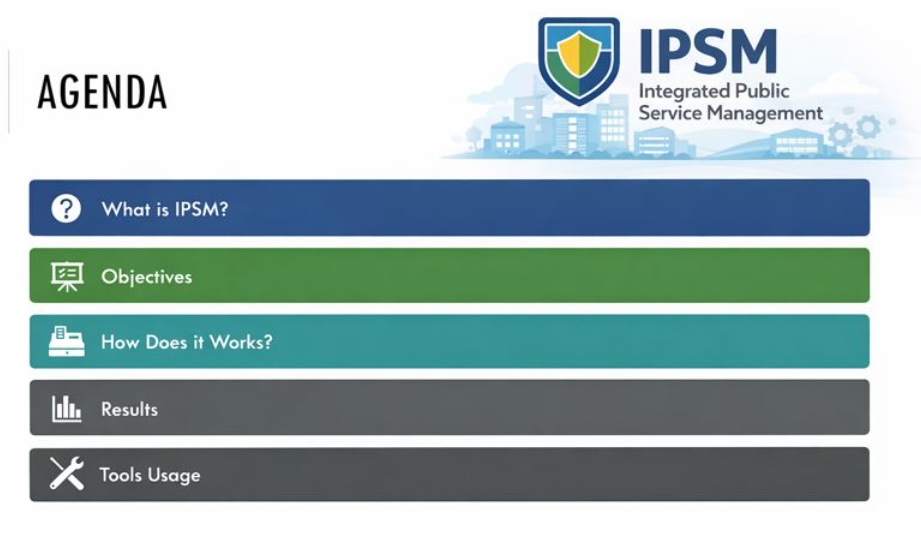 AGENDA
IPSM
Integrated Public
Service Management
What is IPSM?
Objectives
How Does it Works?
Results
Tools Usage